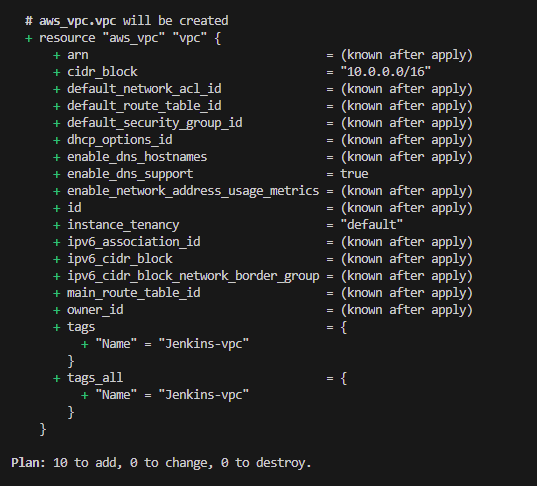 # aws_vpc.vpc will be created
+ resource "aws_vpc" "vpc" {
+ arn = (known after apply)
+ cidr_block = "10.0.0.0/16"
+ default_network_acl_id = (known after apply)
+ default_route_table_id = (known after apply)
+ default_security_group_id = (known after apply)
+ dhcp_options_id = (known after apply)
+ enable_dns_hostnames = (known after apply)
+ enable_dns_support = true
+ enable_network_address_usage_metrics = (known after apply)
+ id = (known after apply)
+ instance_tenancy = "default"
+ ipv6_association_id = (known after apply)
+ ipv6_cidr_block = (known after apply)
+ ipv6_cidr_block_network_border_group = (known after apply)
+ main_route_table_id = (known after apply)
+ owner_id = (known after apply)
+ tags = {
+ "Name" = "Jenkins-vpc"
}
+ tags_all = {
+ "Name" = "Jenkins-vpc"
}
}
Plan: 10 to add, 0 to change, 0 to destroy.